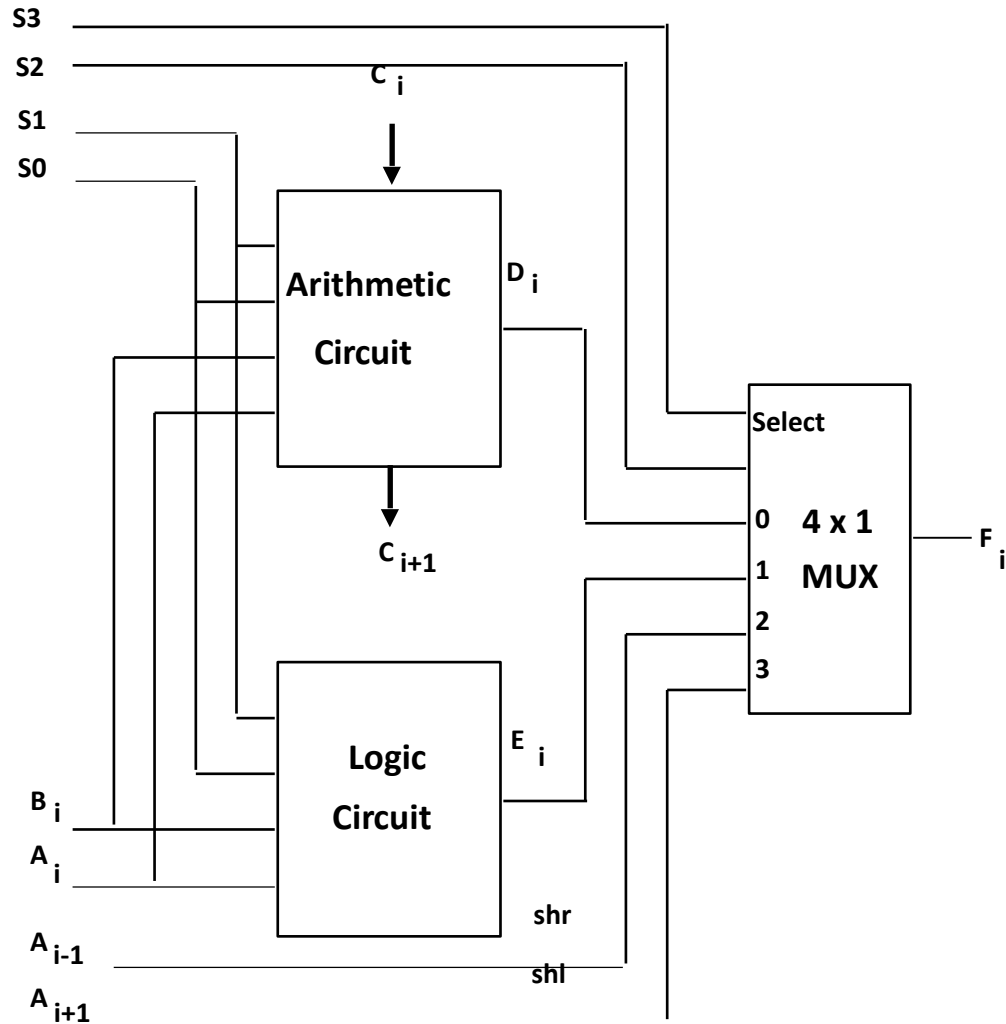 S3
S2
C i
S1
S0
Arithmetic
Circuit
D i
Select
0
4 x 1
MUX
1
2
3
F i
C i+1
Logic
Circuit
E i
B i
A i
shr
A i-1
shl
A i+1